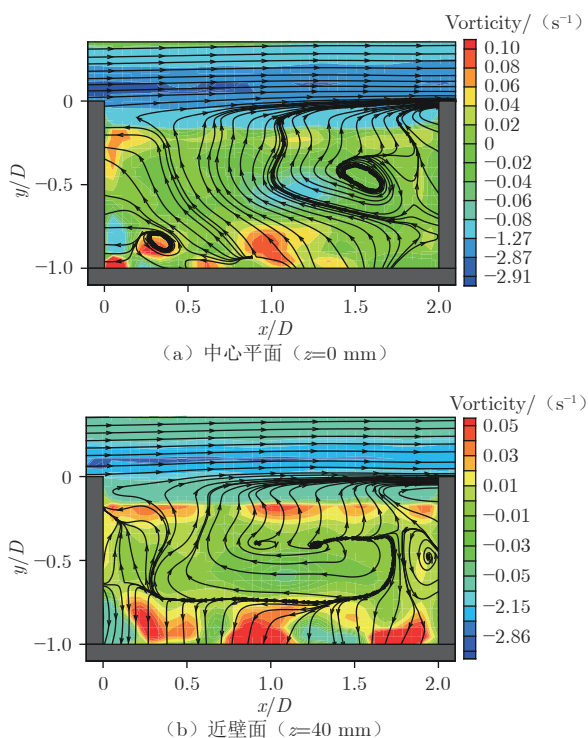 Vorticity/（s⁻¹）
0.10
0.08
0.06
0.04
0.02
0
−0.02
−0.04
−0.06
−0.08
−1.27
−2.87
−2.91
y/D
0
−0.5
−1.0
0 0.5 1.0 1.5 2.0
x/D
（a）中心平面（z=0 mm）
Vorticity/（s⁻¹）
0.05
0.03
0.01
−0.01
−0.03
−0.05
−2.15
−2.86
y/D
0
−0.5
−1.0
0 0.5 1.0 1.5 2.0
x/D
（b）近壁面（z=40 mm）